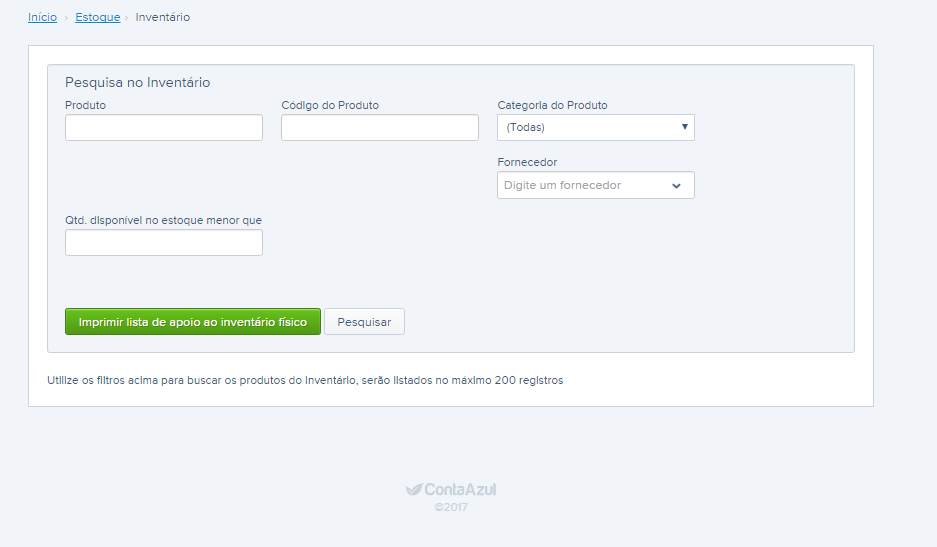 Início › Estoque › Inventário
Pesquisa no Inventário
Produto
Código do Produto
Categoria do Produto
(Todas)
Fornecedor
Digite um fornecedor
Qtd. disponível no estoque menor que
Imprimir lista de apoio ao inventário físico
Pesquisar
Utilize os filtros acima para buscar os produtos do inventário, serão listados no máximo 200 registros
ContaAzul
©2017